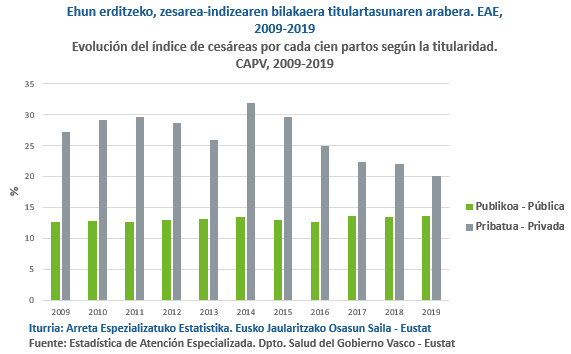 Ehun erditzeko, zesarea-indizearen bilakaera titulartasunaren arabera. EAE,
2009-2019
Evolución del índice de cesáreas por cada cien partos según la titularidad.
CAPV, 2009-2019
35
30
25
20
15
10
5
0
%
2009 2010 2011 2012 2013 2014 2015 2016 2017 2018 2019
Publikoa - Pública
Pribatua - Privada
Iturria: Arreta Espezializatuko Estatistika. Eusko Jaularitzako Osasun Saila - Eustat
Fuente: Estadística de Atención Especializada. Dpto. Salud del Gobierno Vasco - Eustat